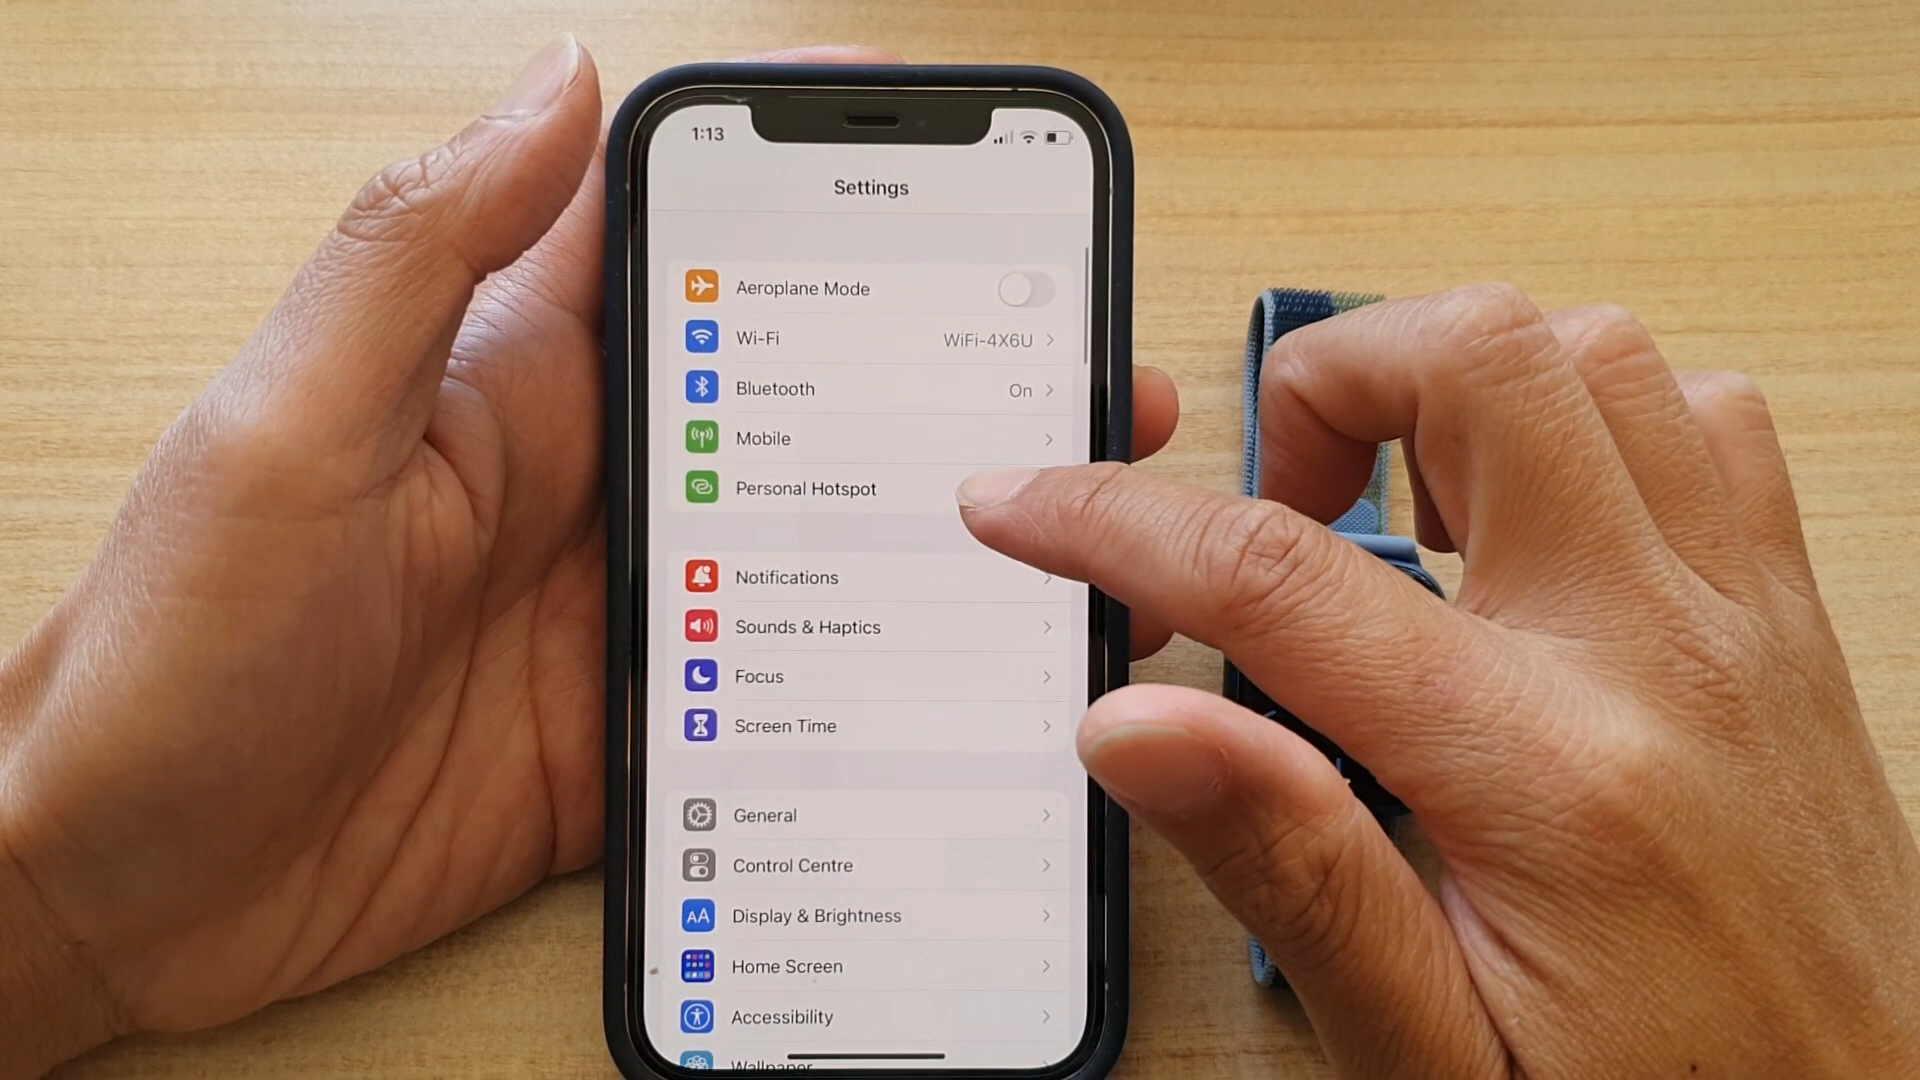 1:13
Settings
Aeroplane Mode
Wi-Fi WiFi-4X6U
Bluetooth On
Mobile
Personal Hotspot
Notifications
Sounds & Haptics
Focus
Screen Time
General
Control Centre
AA Display & Brightness
Home Screen
Accessibility
Wallpaper